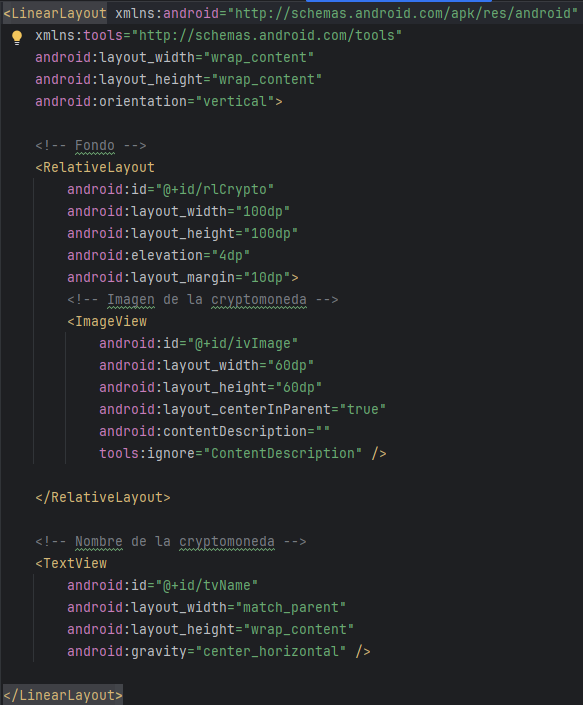 <LinearLayout xmlns:android="http://schemas.android.com/apk/res/android"
    xmlns:tools="http://schemas.android.com/tools"
    android:layout_width="wrap_content"
    android:layout_height="wrap_content"
    android:orientation="vertical">

    <!-- Fondo -->
    <RelativeLayout
        android:id="@+id/rlCrypto"
        android:layout_width="100dp"
        android:layout_height="100dp"
        android:elevation="4dp"
        android:layout_margin="10dp">
        <!-- Imagen de la cryptomoneda -->
        <ImageView
            android:id="@+id/ivImage"
            android:layout_width="60dp"
            android:layout_height="60dp"
            android:layout_centerInParent="true"
            android:contentDescription=""
            tools:ignore="ContentDescription" />

    </RelativeLayout>

    <!-- Nombre de la cryptomoneda -->
    <TextView
        android:id="@+id/tvName"
        android:layout_width="match_parent"
        android:layout_height="wrap_content"
        android:gravity="center_horizontal" />

</LinearLayout>